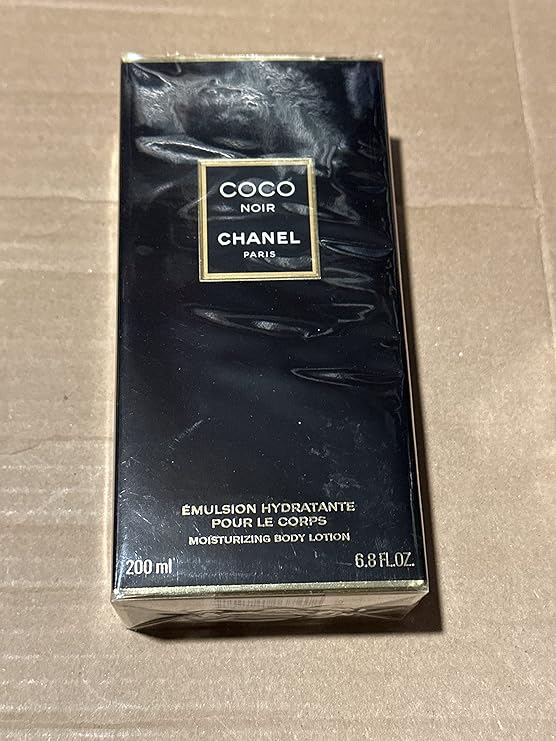 COCO
NOIR
CHANEL
PARIS
ÉMULSION HYDRATANTE
POUR LE CORPS
MOISTURIZING BODY LOTION
200 ml 6.8 FL.OZ.